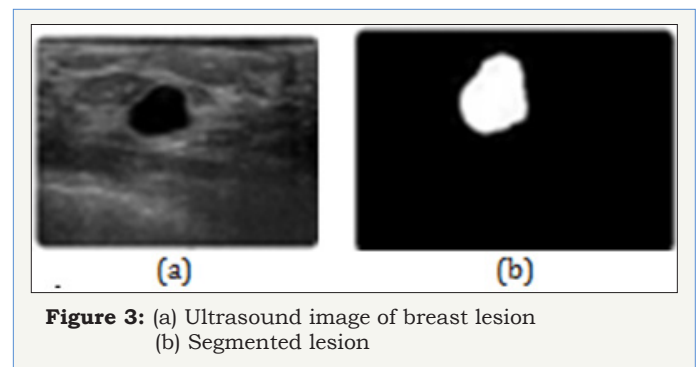 (a) (b)
Figure 3: (a) Ultrasound image of breast lesion
(b) Segmented lesion